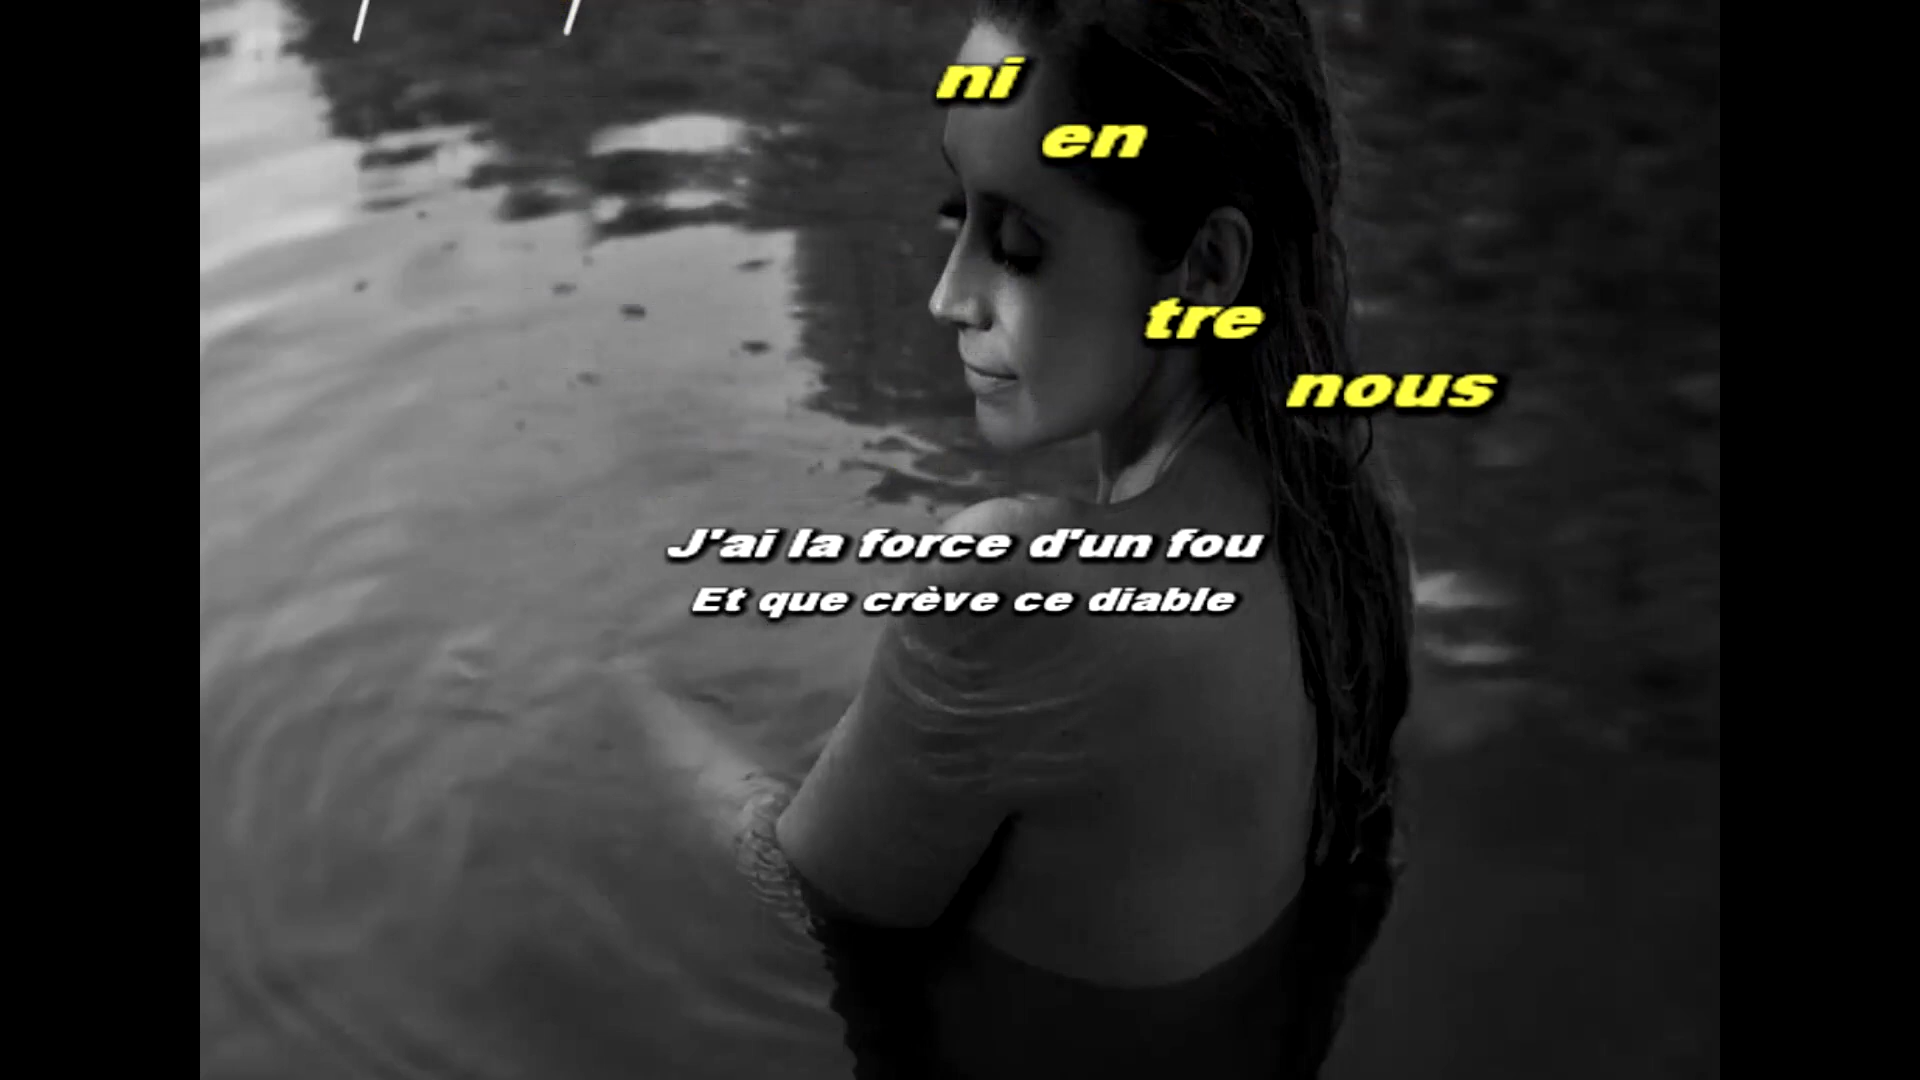 ni
en
tre
nous
J'ai la force d'un fou
Et que crève ce diable